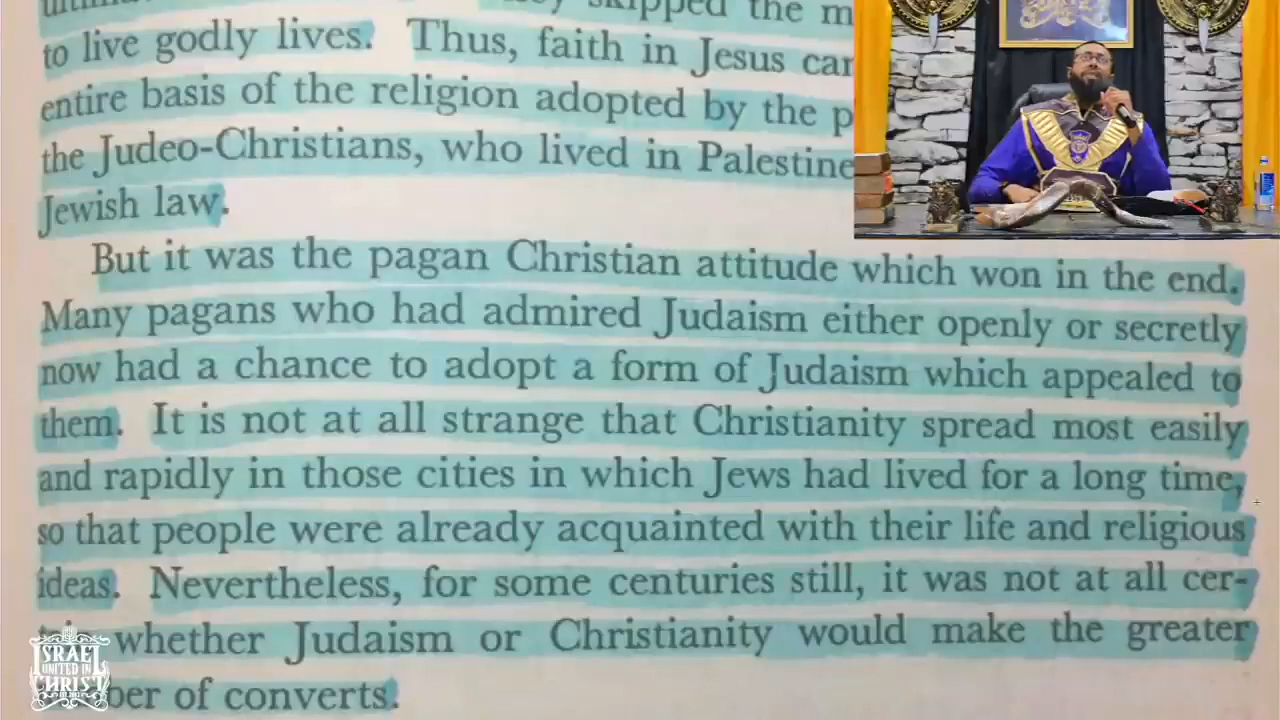 skipped the m
to live godly lives. Thus, faith in Jesus
entire basis of the religion adopted by the p
the Judeo-Christians, who lived in Palestine
Jewish law.
But it was the pagan Christian attitude which won in the end.
Many pagans who had admired Judaism either openly or secretly
now had a chance to adopt a form of Judaism which appealed to
them. It is not at all strange that Christianity spread most easily
and rapidly in those cities in which Jews had lived for a long time,
so that people were already acquainted with their life and religious
ideas. Nevertheless, for some centuries still, it was not at all cer-
whether Judaism or Christianity would make the greater
ber of converts.
ISRAEL
UNITED IN
CHRIST